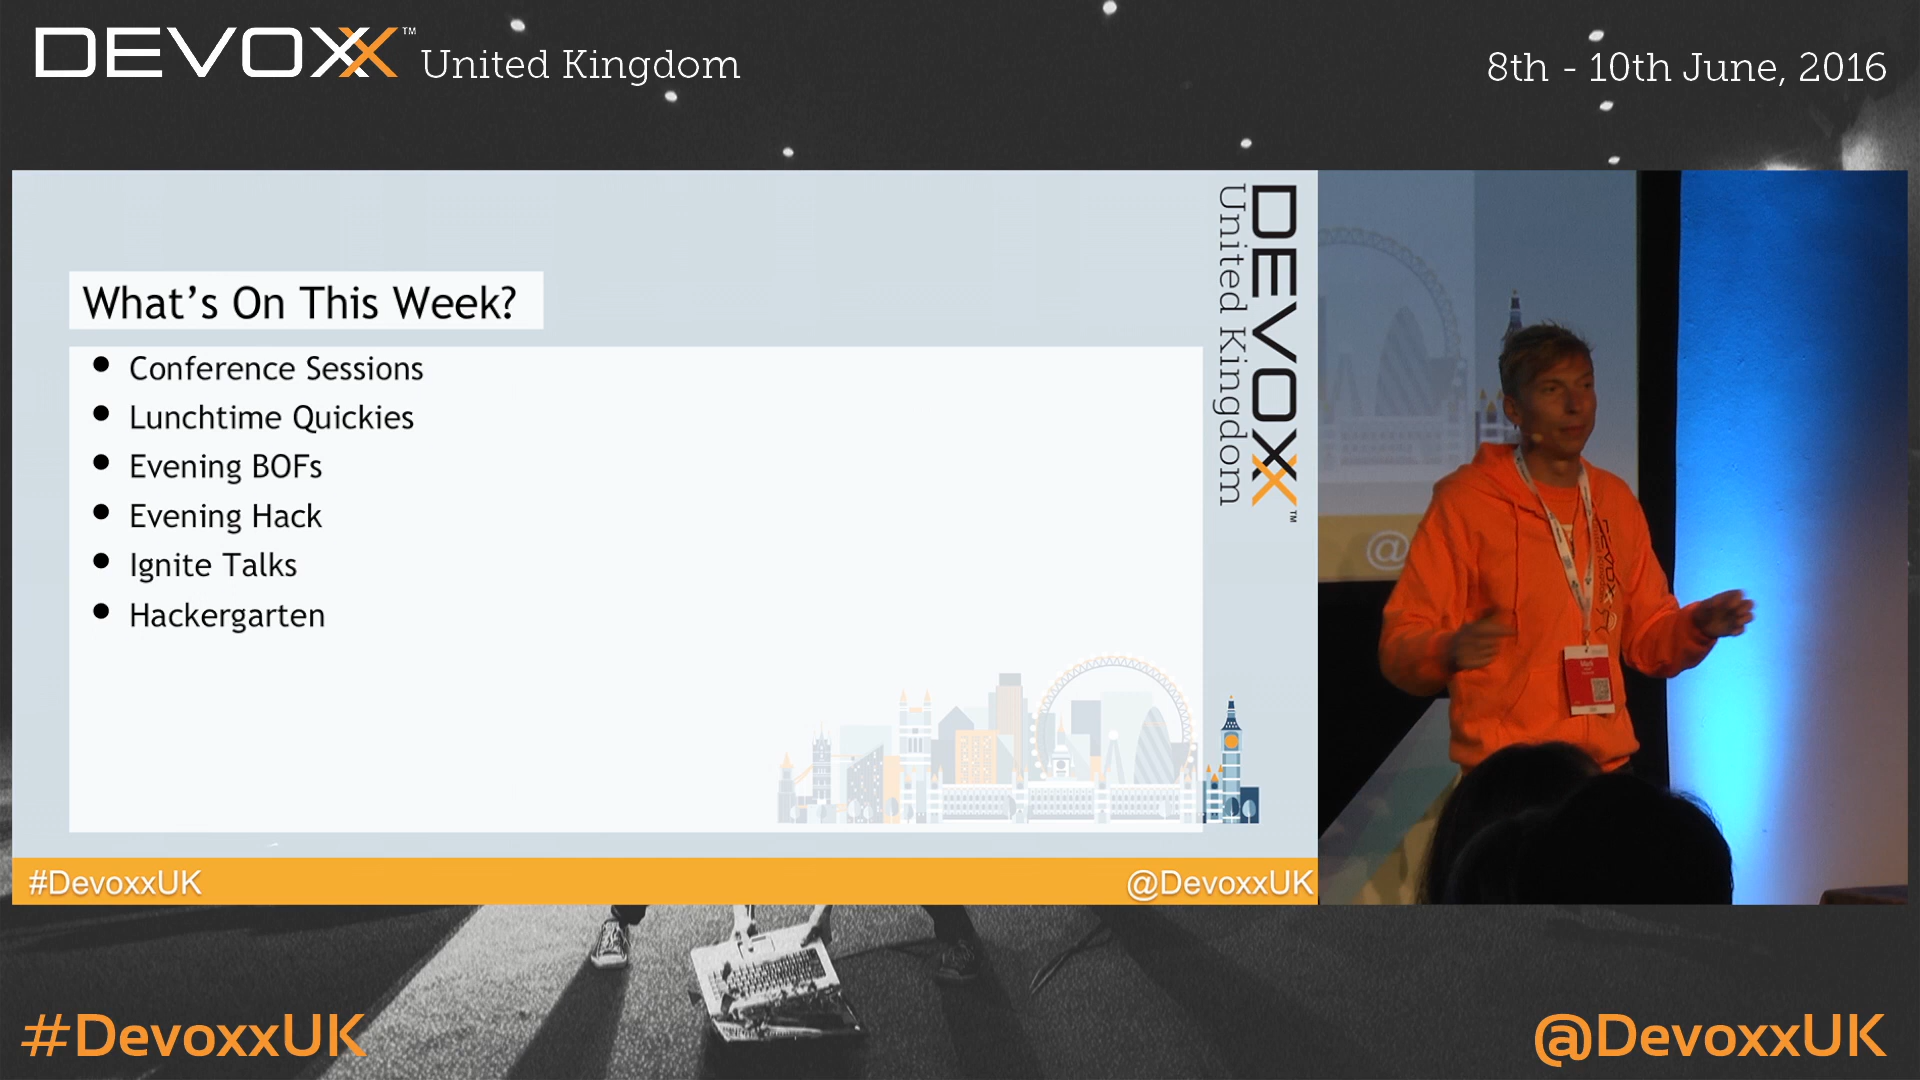 DEVOXX™ United Kingdom
8th - 10th June, 2016
DEVOXX™
United Kingdom
What's On This Week?
• Conference Sessions
• Lunchtime Quickies
• Evening BOFs
• Evening Hack
• Ignite Talks
• Hackergarten
#DevoxxUK
@DevoxxUK
@
DEVOXX
#DevoxxUK
@DevoxxUK